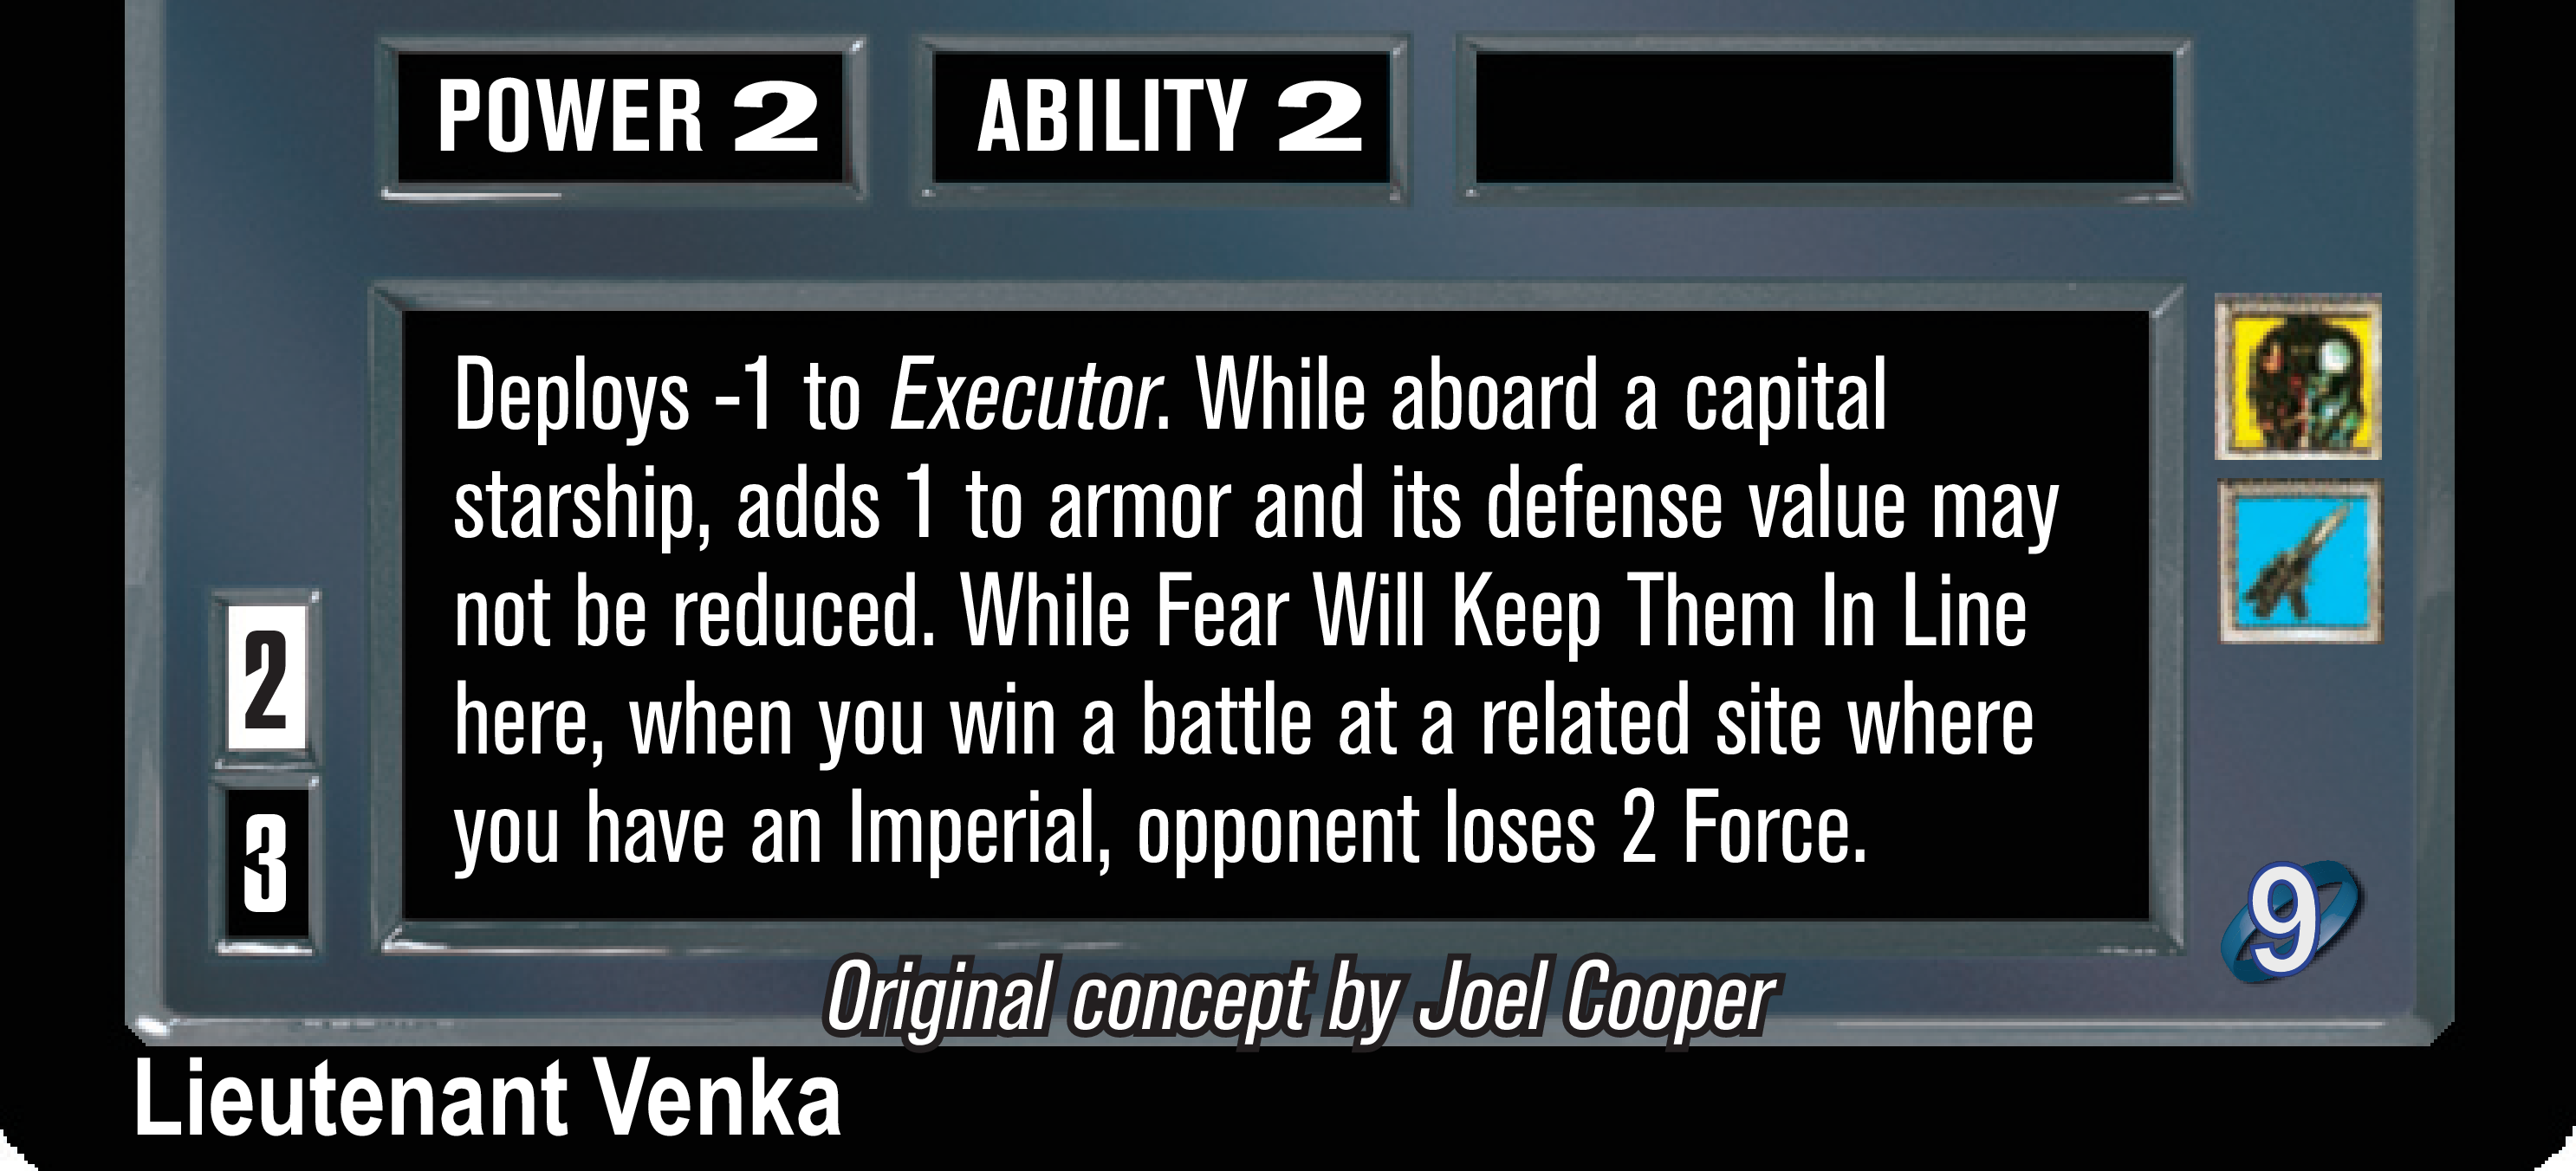 POWER 2 ABILITY 2
Deploys -1 to Executor. While aboard a capital
starship, adds 1 to armor and its defense value may
not be reduced. While Fear Will Keep Them In Line
here, when you win a battle at a related site where
you have an Imperial, opponent loses 2 Force.
2
3
9
Original concept by Joel Cooper
Lieutenant Venka